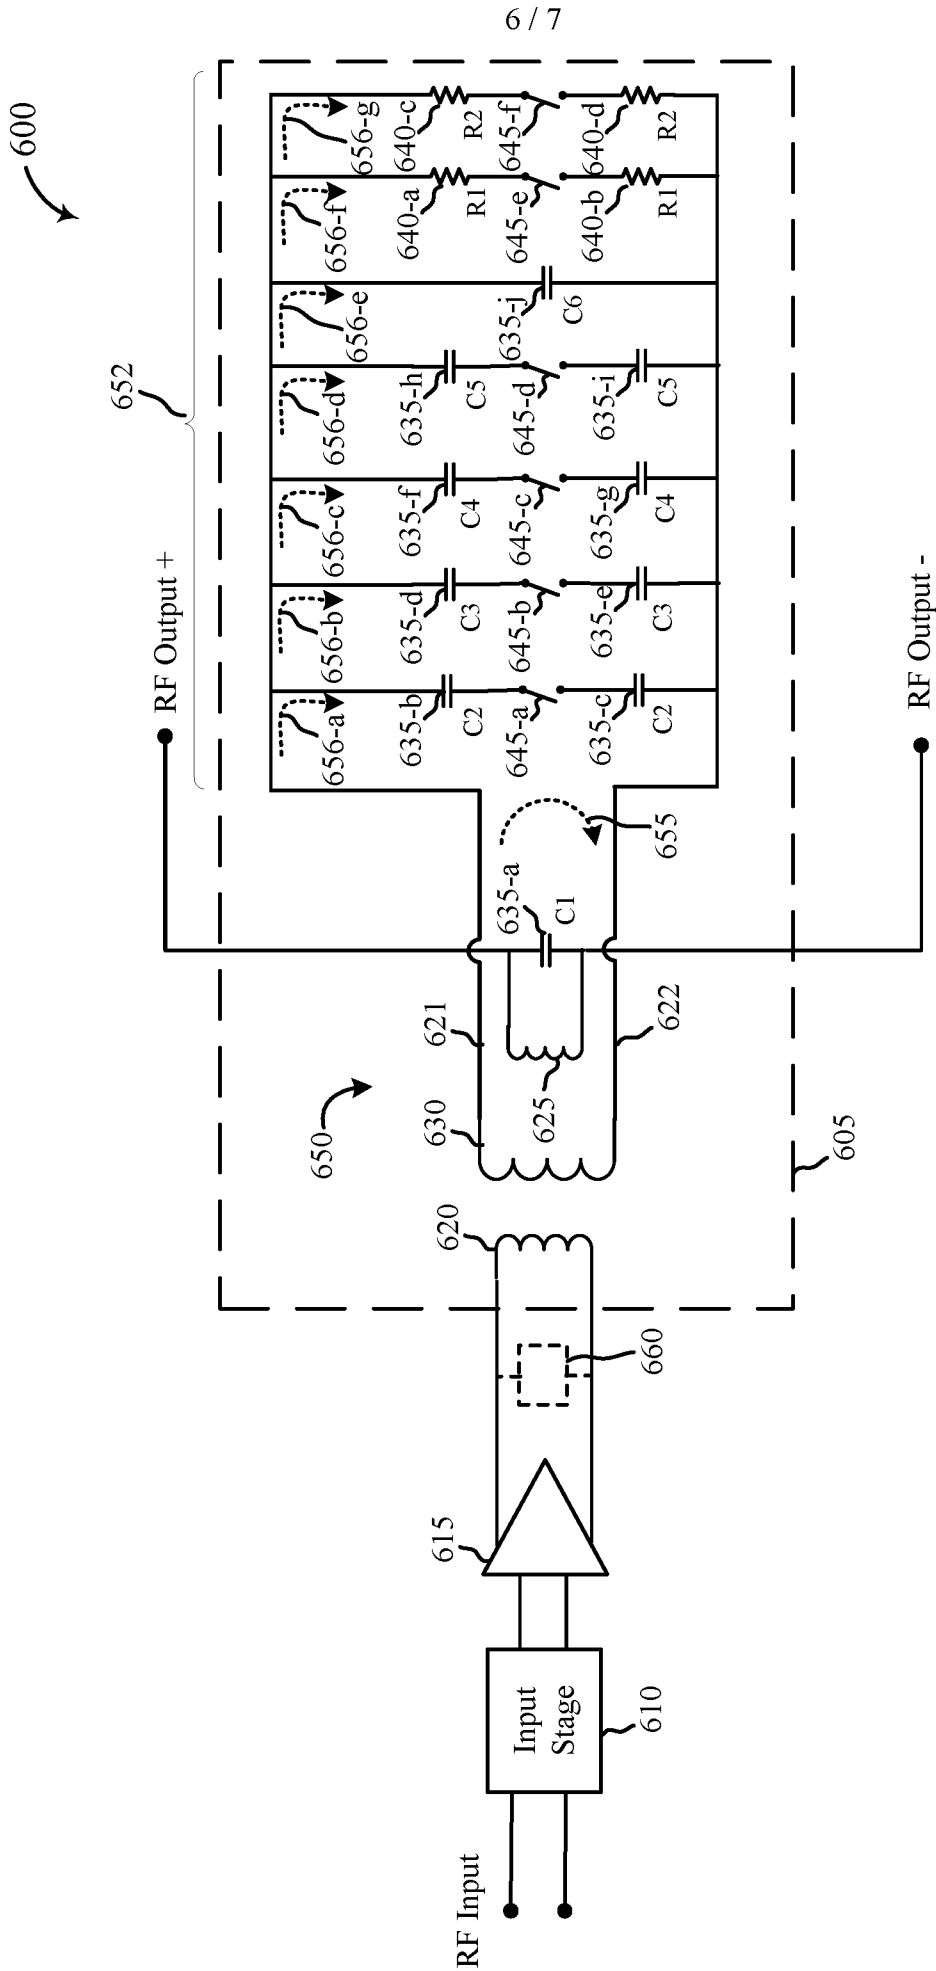 6 / 7
600
652
RF Output +
RF Output -
656-a
656-b
656-c
656-d
656-e
656-f
656-g
635-b
C2
635-d
C3
635-f
C4
635-h
C5
640-a
R1
640-c
R2
645-a
645-b
645-c
645-d
635-j
C6
645-e
645-f
635-c
C2
635-e
C3
635-g
C4
635-i
C5
640-b
R1
640-d
R2
655
635-a
C1
621
622
625
630
650
605
620
660
615
Input
Stage
610
RF Input